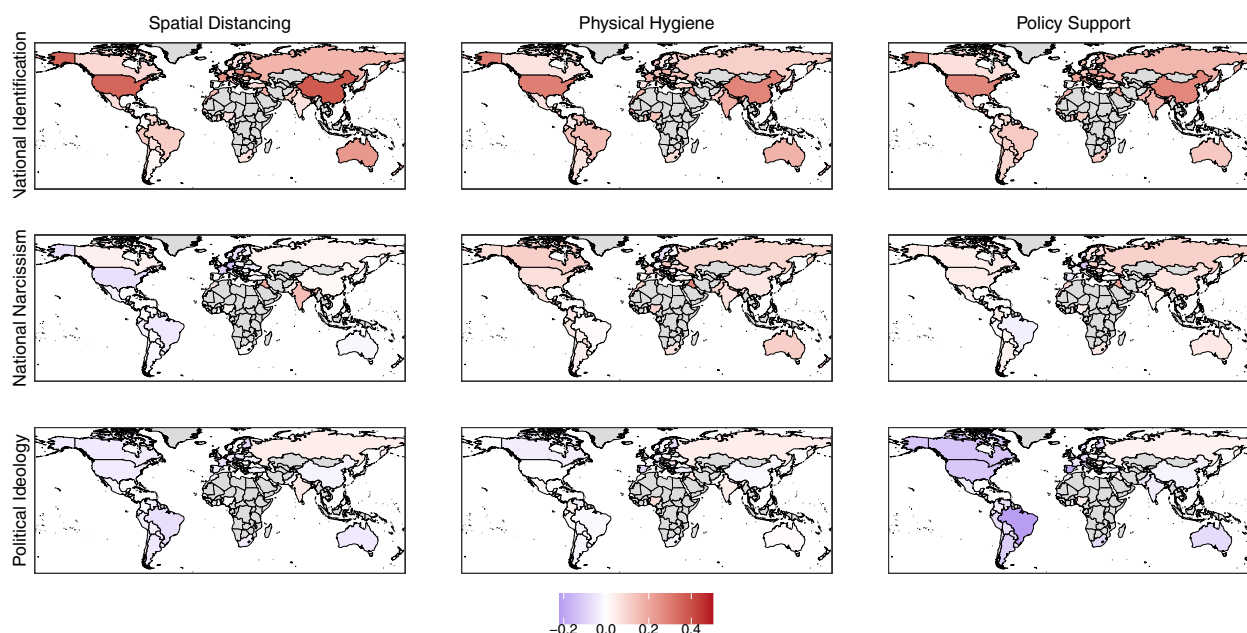 Spatial Distancing
Physical Hygiene
Policy Support
National Identification
National Narcissism
Political Ideology
−0.2 0.0 0.2 0.4